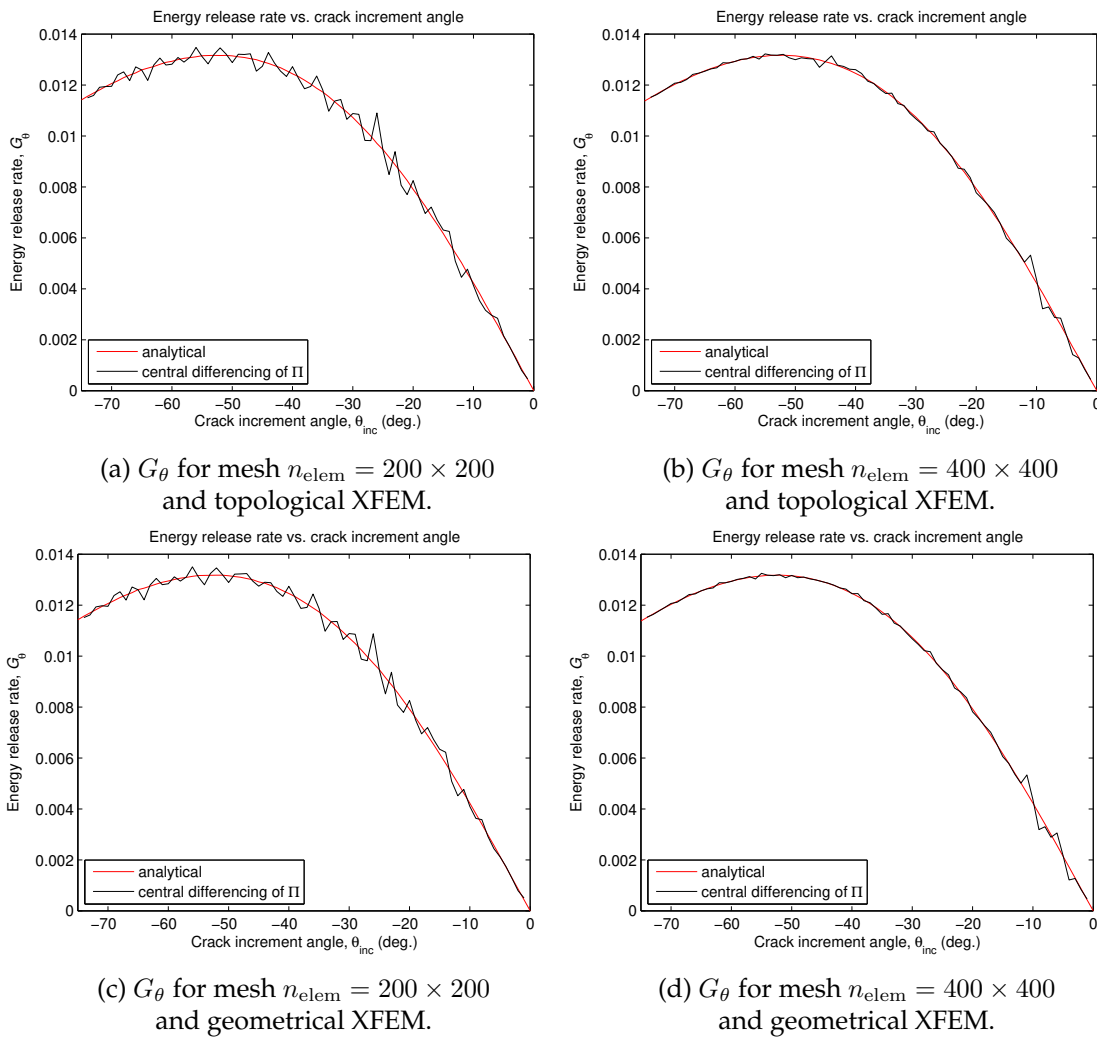 Energy release rate vs. crack increment angle
0.014
0.012
0.01
0.008
0.006
0.004
0.002
0
Energy release rate, G_θ
analytical
central differencing of Π
−70 −60 −50 −40 −30 −20 −10 0
Crack increment angle, θ_inc (deg.)
(a) G_θ for mesh n_elem = 200 × 200
and topological XFEM.
Energy release rate vs. crack increment angle
0.014
0.012
0.01
0.008
0.006
0.004
0.002
0
Energy release rate, G_θ
analytical
central differencing of Π
−70 −60 −50 −40 −30 −20 −10 0
Crack increment angle, θ_inc (deg.)
(b) G_θ for mesh n_elem = 400 × 400
and topological XFEM.
Energy release rate vs. crack increment angle
0.014
0.012
0.01
0.008
0.006
0.004
0.002
0
Energy release rate, G_θ
analytical
central differencing of Π
−70 −60 −50 −40 −30 −20 −10 0
Crack increment angle, θ_inc (deg.)
(c) G_θ for mesh n_elem = 200 × 200
and geometrical XFEM.
Energy release rate vs. crack increment angle
0.014
0.012
0.01
0.008
0.006
0.004
0.002
0
Energy release rate, G_θ
analytical
central differencing of Π
−70 −60 −50 −40 −30 −20 −10 0
Crack increment angle, θ_inc (deg.)
(d) G_θ for mesh n_elem = 400 × 400
and geometrical XFEM.